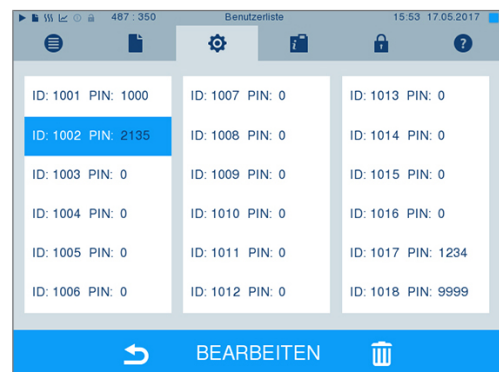 487 : 350 Benutzerliste 15:53 17.05.2017
ID: 1001 PIN: 1000
ID: 1002 PIN: 2135
ID: 1003 PIN: 0
ID: 1004 PIN: 0
ID: 1005 PIN: 0
ID: 1006 PIN: 0
ID: 1007 PIN: 0
ID: 1008 PIN: 0
ID: 1009 PIN: 0
ID: 1010 PIN: 0
ID: 1011 PIN: 0
ID: 1012 PIN: 0
ID: 1013 PIN: 0
ID: 1014 PIN: 0
ID: 1015 PIN: 0
ID: 1016 PIN: 0
ID: 1017 PIN: 1234
ID: 1018 PIN: 9999
BEARBEITEN